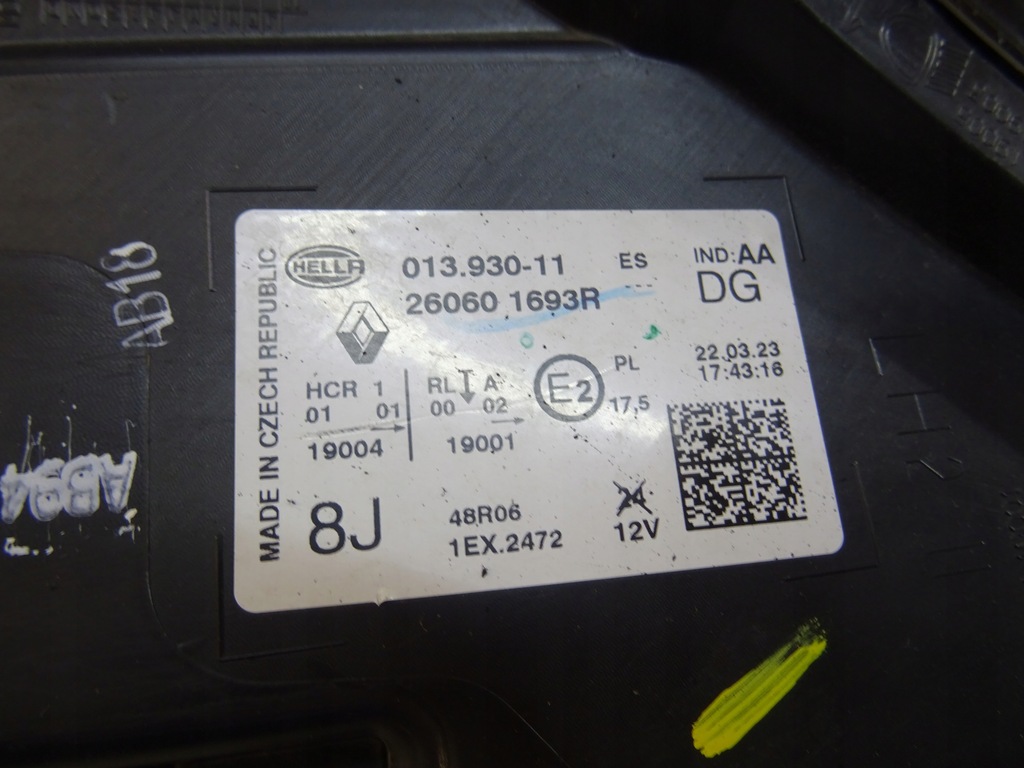 HELLA
013.930-11 ES IND:AA
26060 1693R --- DG
MADE IN CZECH REPUBLIC
HCR 1 RL A E2 PL 22.03.23
01 01 00 02 17,5 17:43:16
19004 19001
8J 48R06 24
1EX.2472 12V
AB18
AB94